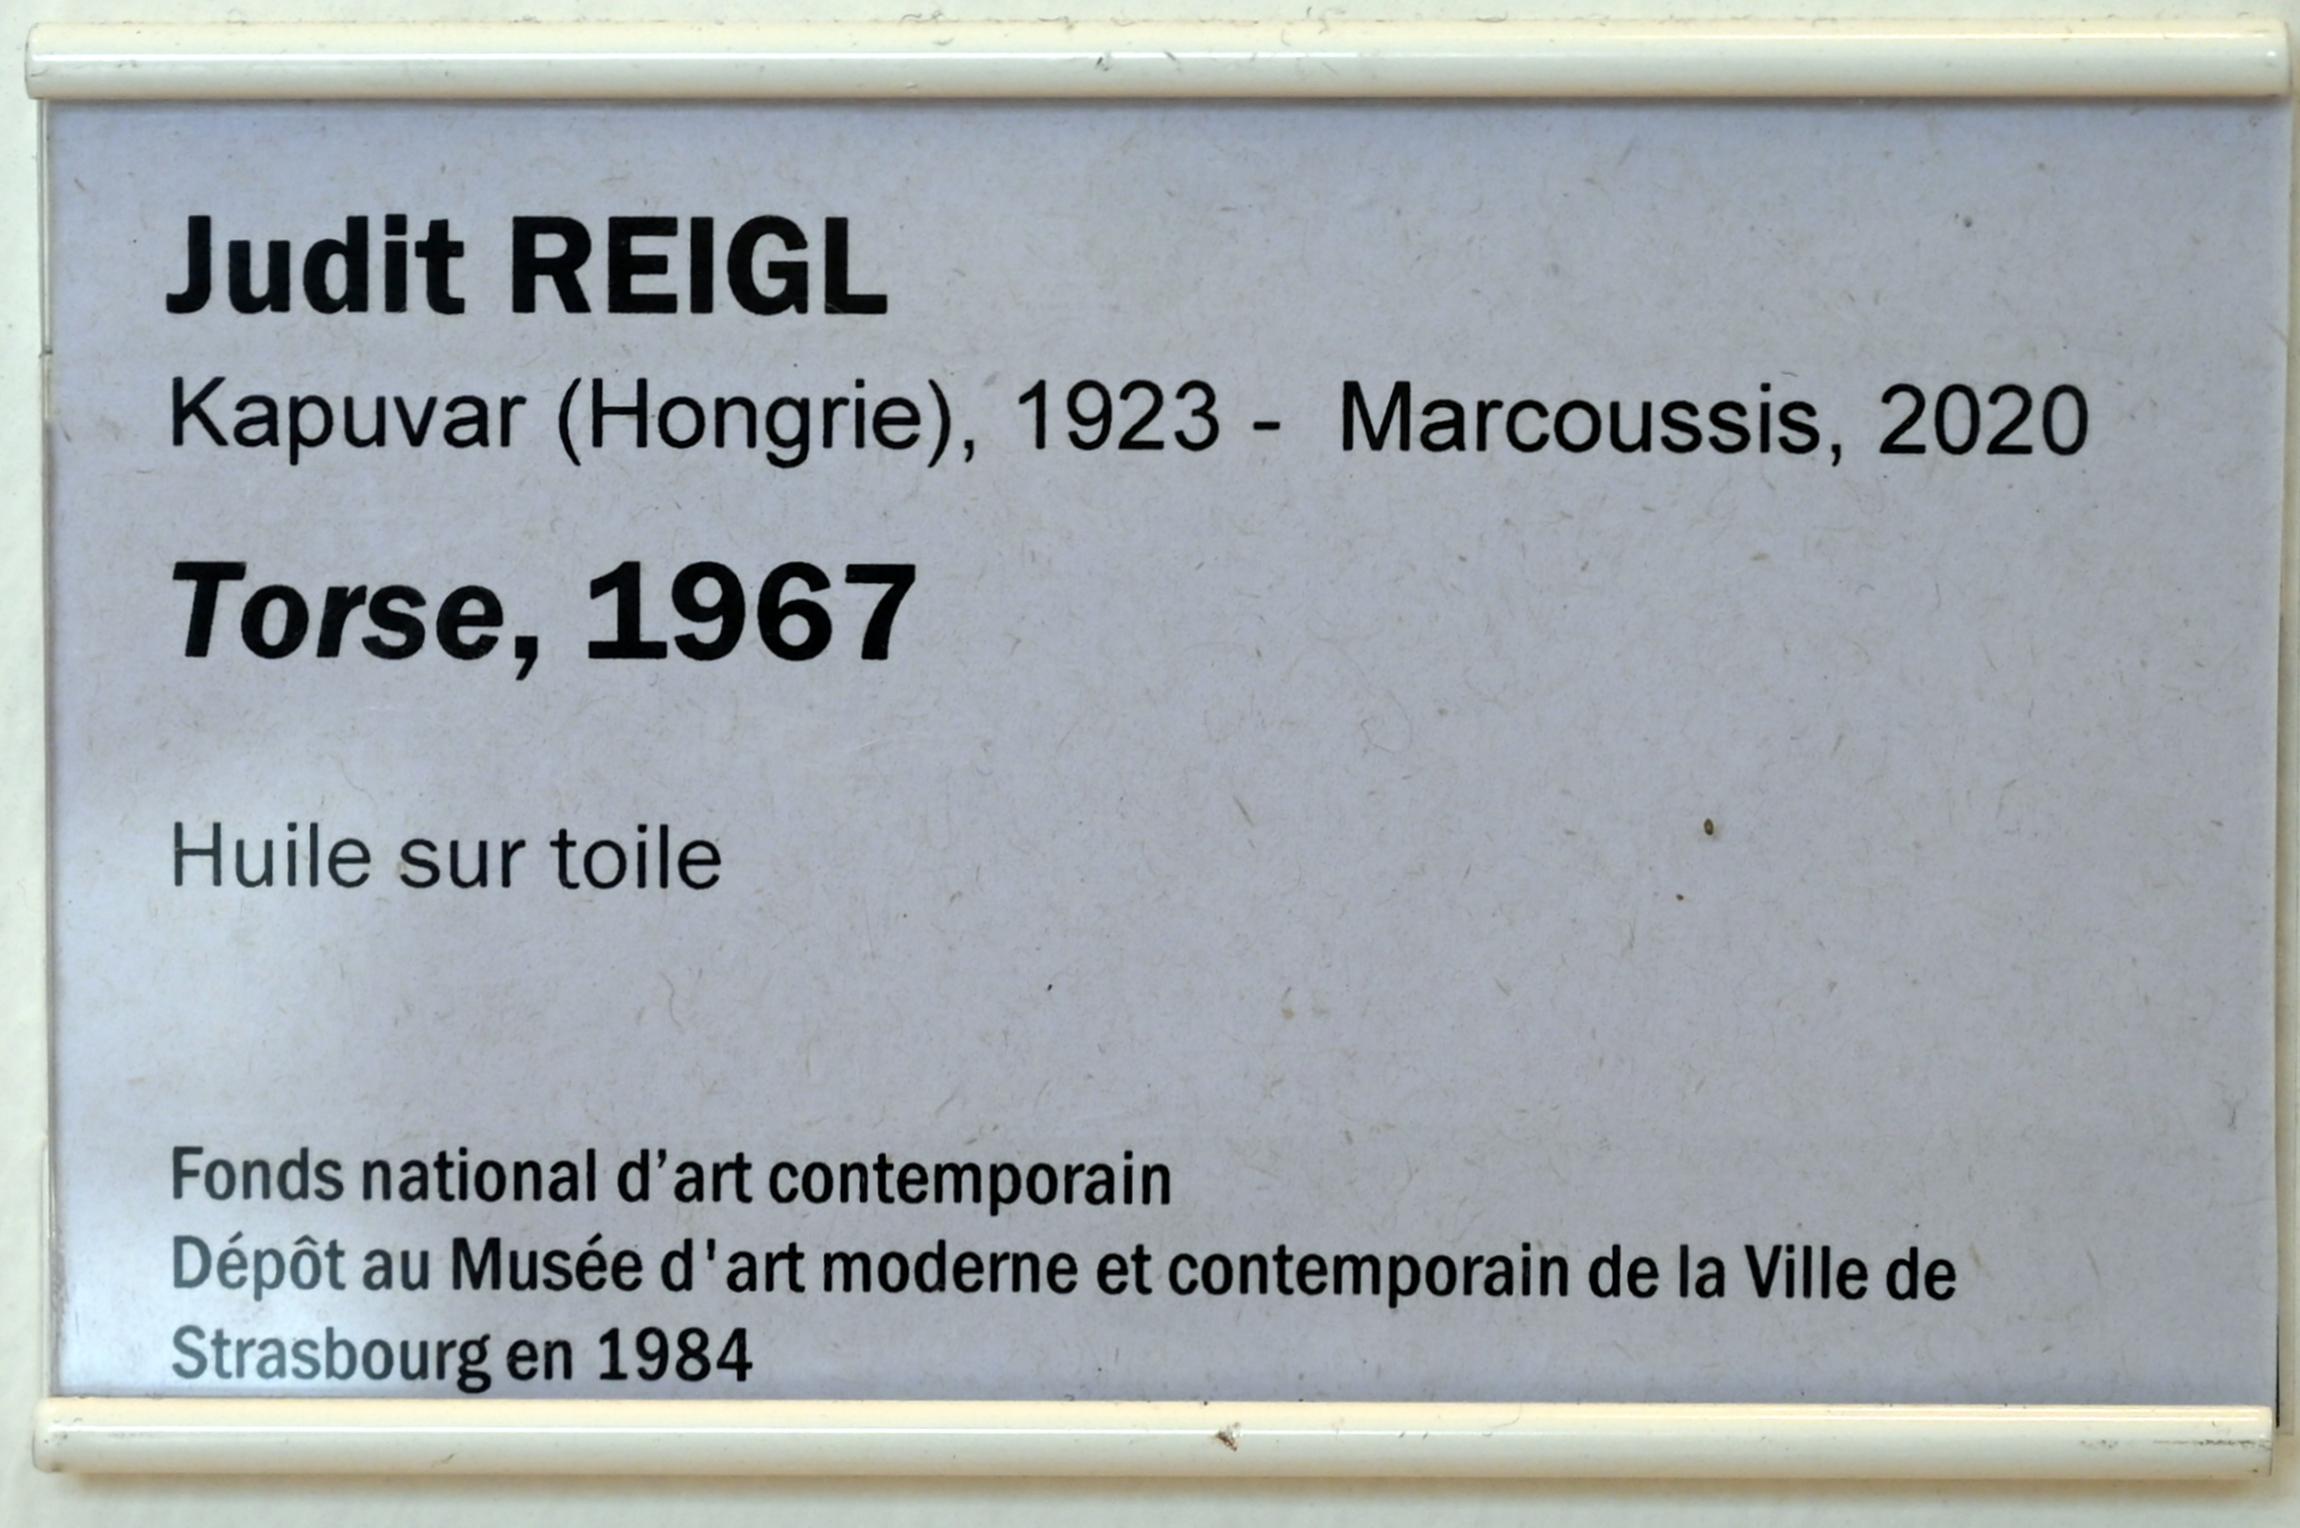 Judit REIGL
Kapuvar (Hongrie), 1923 - Marcoussis, 2020
Torse, 1967
Huile sur toile
Fonds national d’art contemporain
Dépôt au Musée d'art moderne et contemporain de la Ville de
Strasbourg en 1984